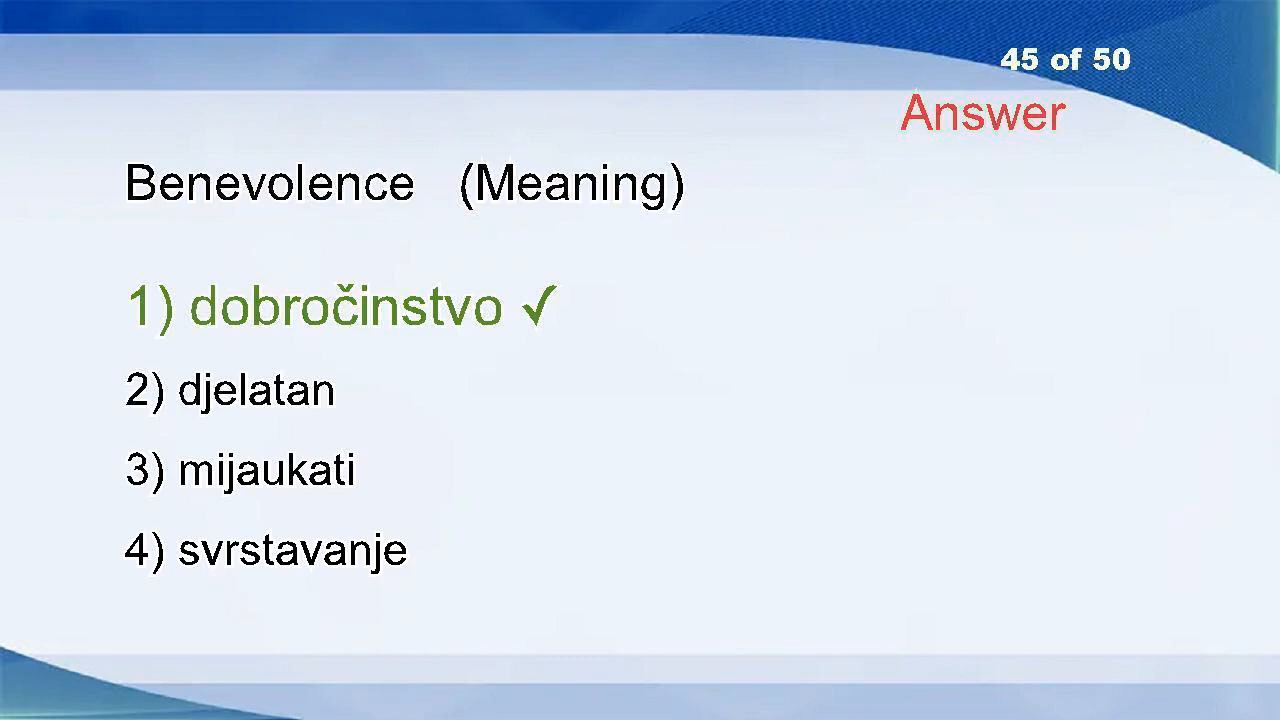 45 of 50
Answer
Benevolence (Meaning)
1) dobročinstvo ✓
2) djelatan
3) mijaukati
4) svrstavanje